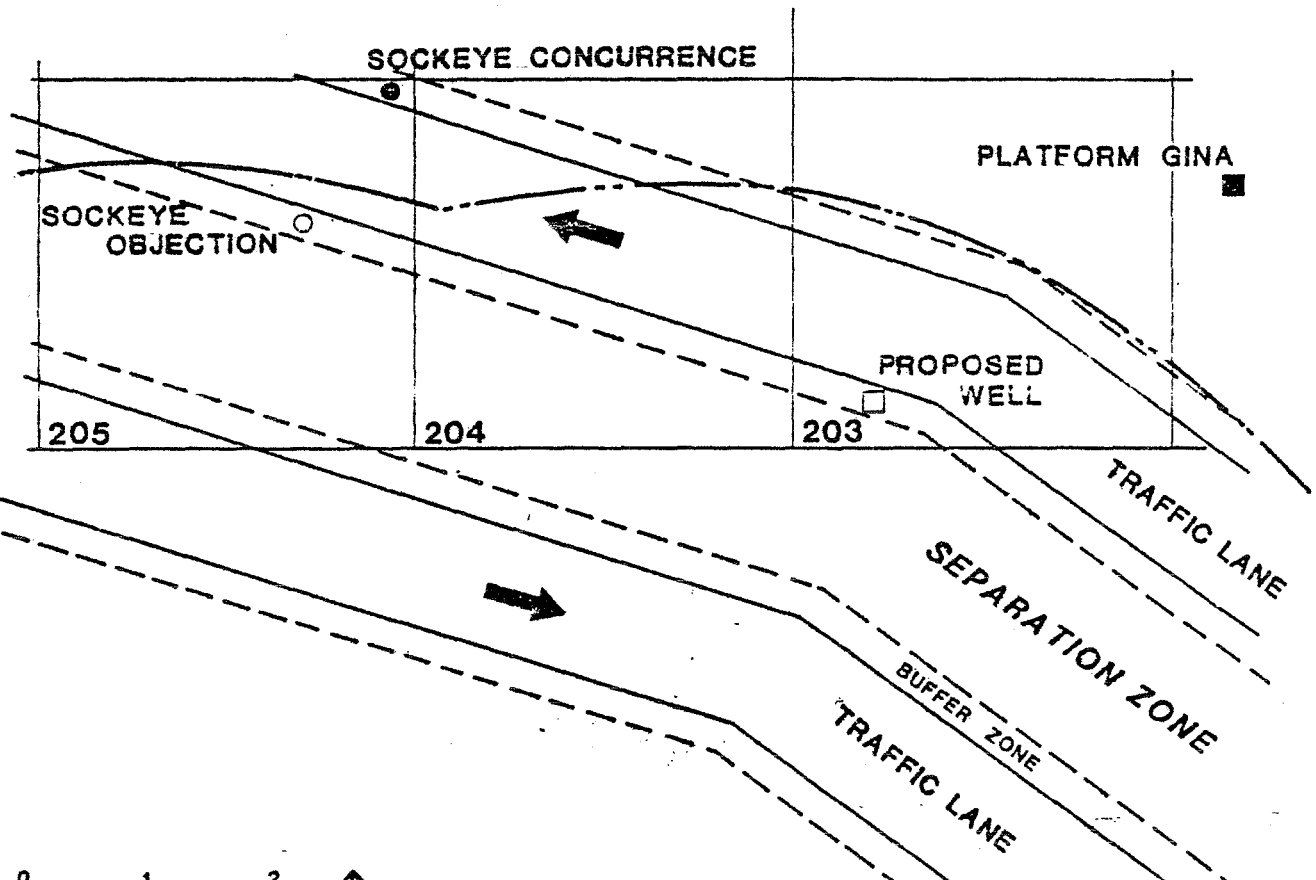 SOCKEYE CONCURRENCE
PLATFORM GINA
SOCKEYE
OBJECTION
PROPOSED
WELL
205
204
203
TRAFFIC LANE
SEPARATION ZONE
BUFFER ZONE
TRAFFIC LANE
0 1 2